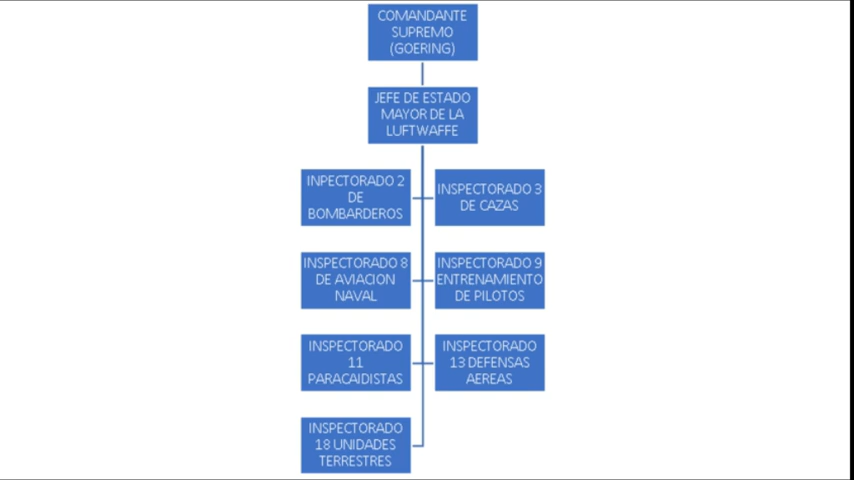 COMANDANTE
SUPREMO
(GOERING)
JEFE DE ESTADO
MAYOR DE LA
LUFTWAFFE
INPECTORADO 2
DE
BOMBARDEROS
INSPECTORADO 3
DE CAZAS
INSPECTORADO 8
DE AVIACION
NAVAL
INSPECTORADO 9
ENTRENAMIENTO
DE PILOTOS
INSPECTORADO
11
PARACAIDISTAS
INSPECTORADO
13 DEFENSAS
AEREAS
INSPECTORADO
18 UNIDADES
TERRESTRES